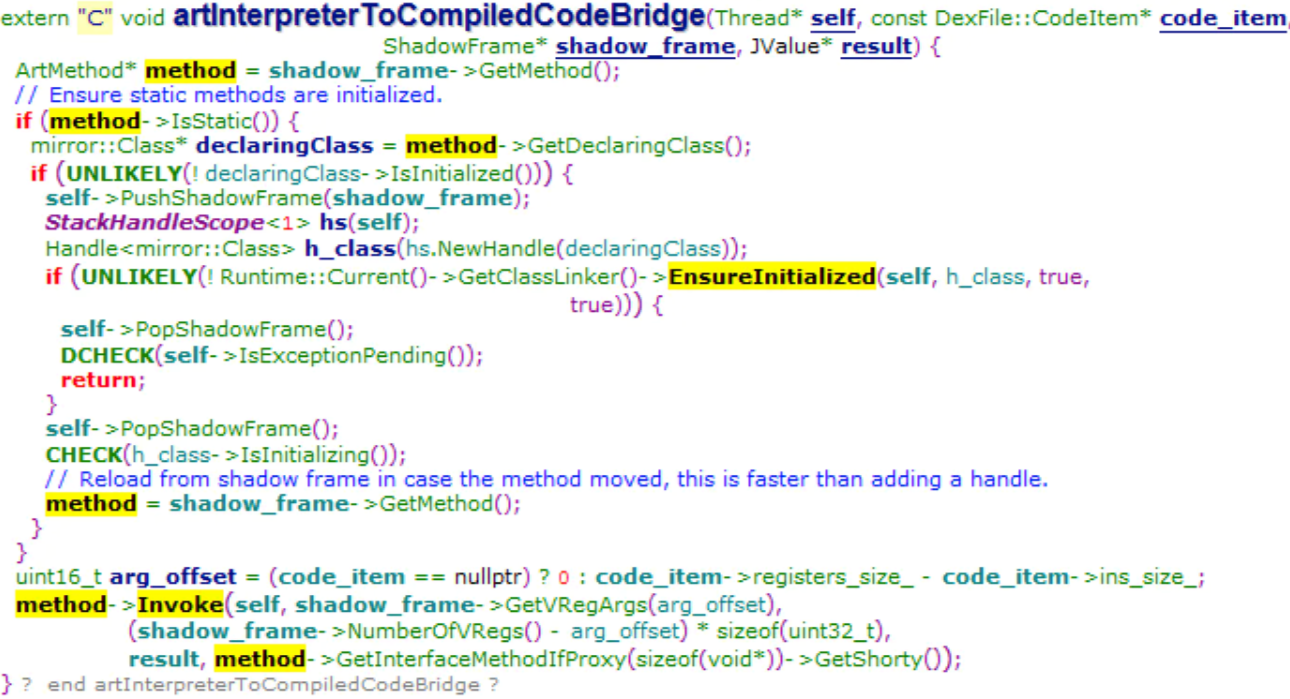 extern "C" void artInterpreterToCompiledCodeBridge(Thread* self, const DexFile::CodeItem* code_item,
ShadowFrame* shadow_frame, JValue* result) {
ArtMethod* method = shadow_frame->GetMethod();
// Ensure static methods are initialized.
if (method->IsStatic()) {
mirror::Class* declaringClass = method->GetDeclaringClass();
if (UNLIKELY(!declaringClass->IsInitialized())) {
self->PushShadowFrame(shadow_frame);
StackHandleScope<1> hs(self);
Handle<mirror::Class> h_class(hs.NewHandle(declaringClass));
if (UNLIKELY(!Runtime::Current()->GetClassLinker()->EnsureInitialized(self, h_class, true,
true))) {
self->PopShadowFrame();
DCHECK(self->IsExceptionPending());
return;
}
self->PopShadowFrame();
CHECK(h_class->IsInitializing());
// Reload from shadow frame in case the method moved, this is faster than adding a handle.
method = shadow_frame->GetMethod();
}
}
uint16_t arg_offset = (code_item == nullptr) ? 0 : code_item->registers_size_ - code_item->ins_size_;
method->Invoke(self, shadow_frame->GetVRegArgs(arg_offset),
(shadow_frame->NumberOfVRegs() - arg_offset) * sizeof(uint32_t),
result, method->GetInterfaceMethodIfProxy(sizeof(void*))->GetShorty());
} ? end artInterpreterToCompiledCodeBridge ?